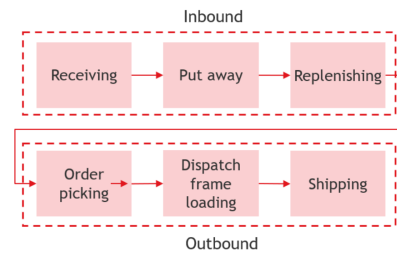 Inbound
Receiving
Put away
Replenishing
Order
picking
Dispatch
frame
loading
Shipping
Outbound